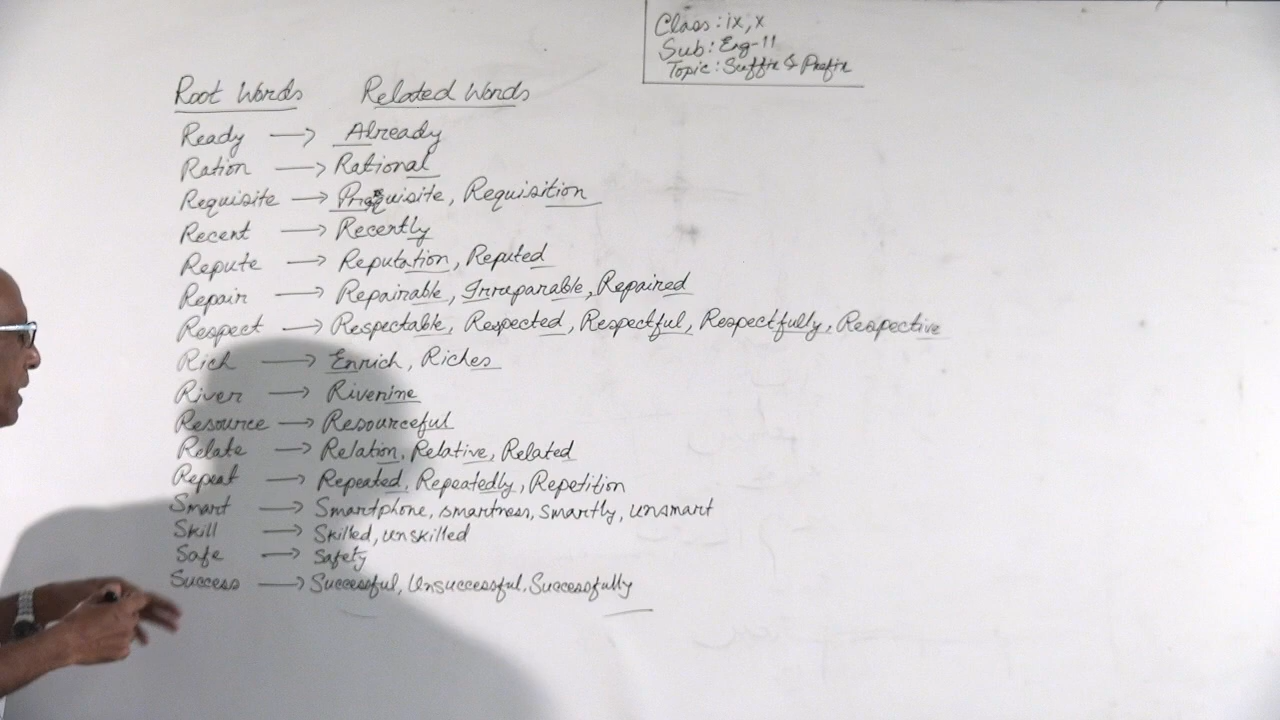 Class : ix, x
Sub : Eng-11
Topic : Suffix & Prefix
Root Words Related Words
Ready → Already
Ration → Rational
Requisite → , Requisition
Recent → Recently
Repute → Reputation, Reputed
Repair → Repairable, Irreparable, Repaired
Respect → Respectable, Respected, Respectful, Respectfully, Respective
Rich → Enrich, Riches
River → Riverine
Resource → Resourceful
Relate → Relation, Relative, Related
Repeat → Repeated, Repeatedly, Repetition
Smart → Smartphone, smartness, smartly, unsmart
Skill → Skilled, unskilled
Safe → Safety
Success → Successful, Unsuccessful, Successfully